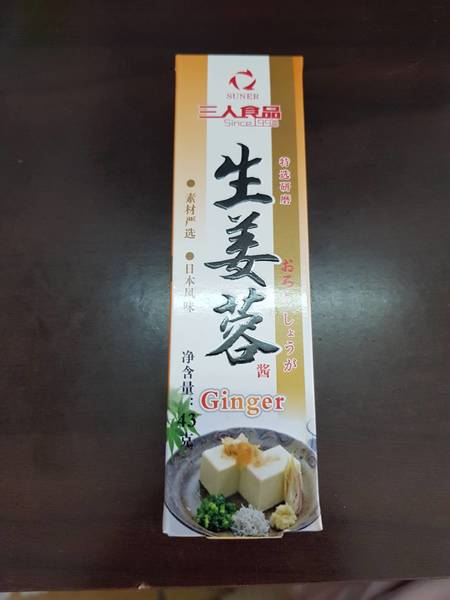 SUNER
三人食品
Since1995
特选研磨
生姜蓉
酱
おろししょうが
● 素材严选
● 日本风味
Ginger
净含量：43克